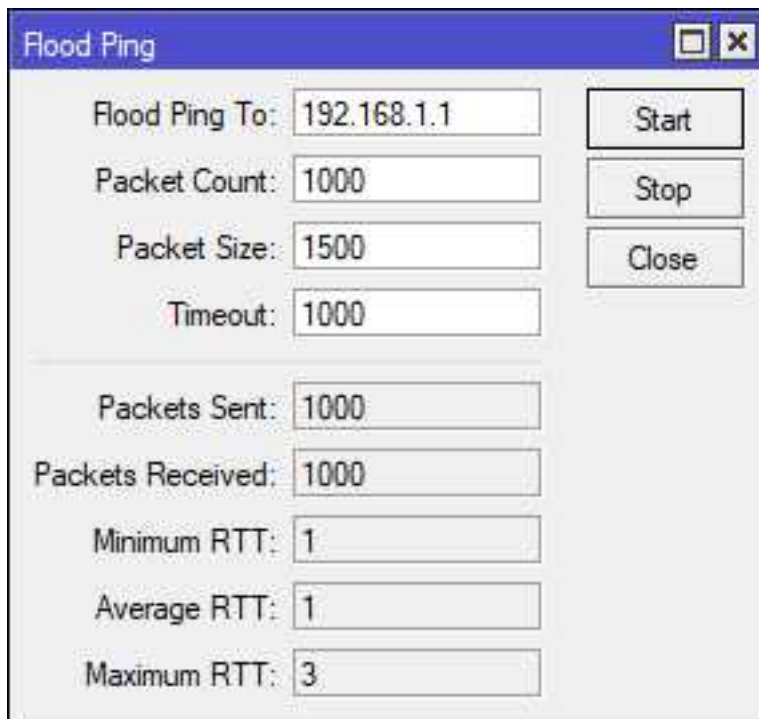 Flood Ping
Flood Ping To: 192.168.1.1
Start
Packet Count: 1000
Stop
Packet Size: 1500
Close
Timeout: 1000
Packets Sent: 1000
Packets Received: 1000
Minimum RTT: 1
Average RTT: 1
Maximum RTT: 3